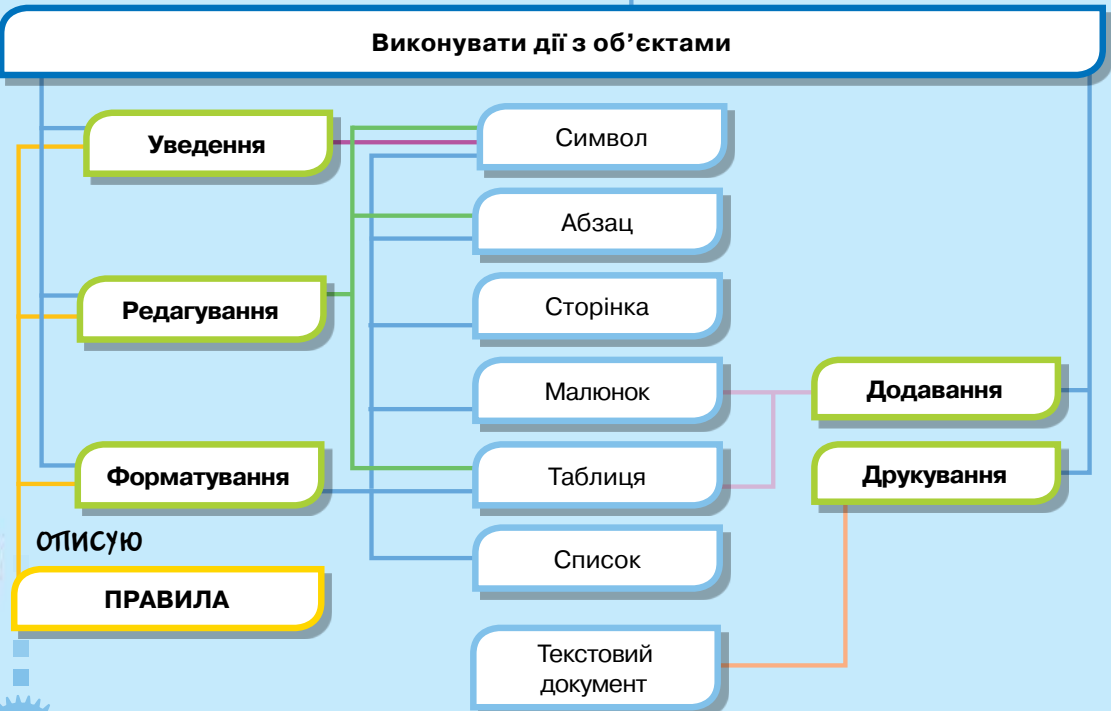 Виконувати дії з об’єктами
Уведення
Символ
Абзац
Редагування
Сторінка
Малюнок
Додавання
Форматування
Таблиця
Друкування
описую
Список
ПРАВИЛА
Текстовий
документ